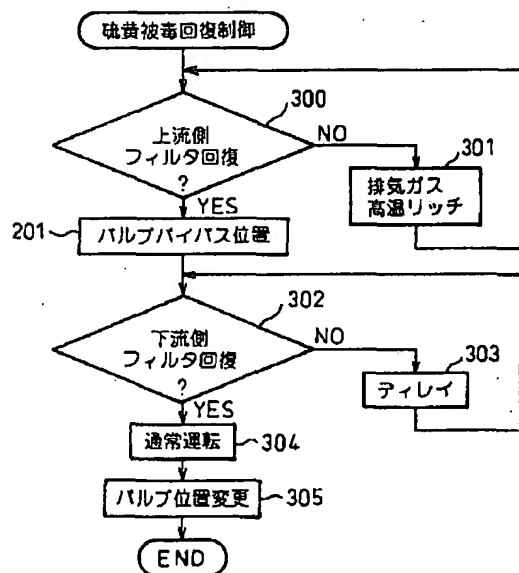 硫黄被毒回復制御
300
上流側
フィルタ回復
?
NO
301
排気ガス
高温リッチ
YES
201
バルブバイパス位置
302
下流側
フィルタ回復
?
NO
303
ディレイ
YES
通常運転
304
バルブ位置変更
305
END